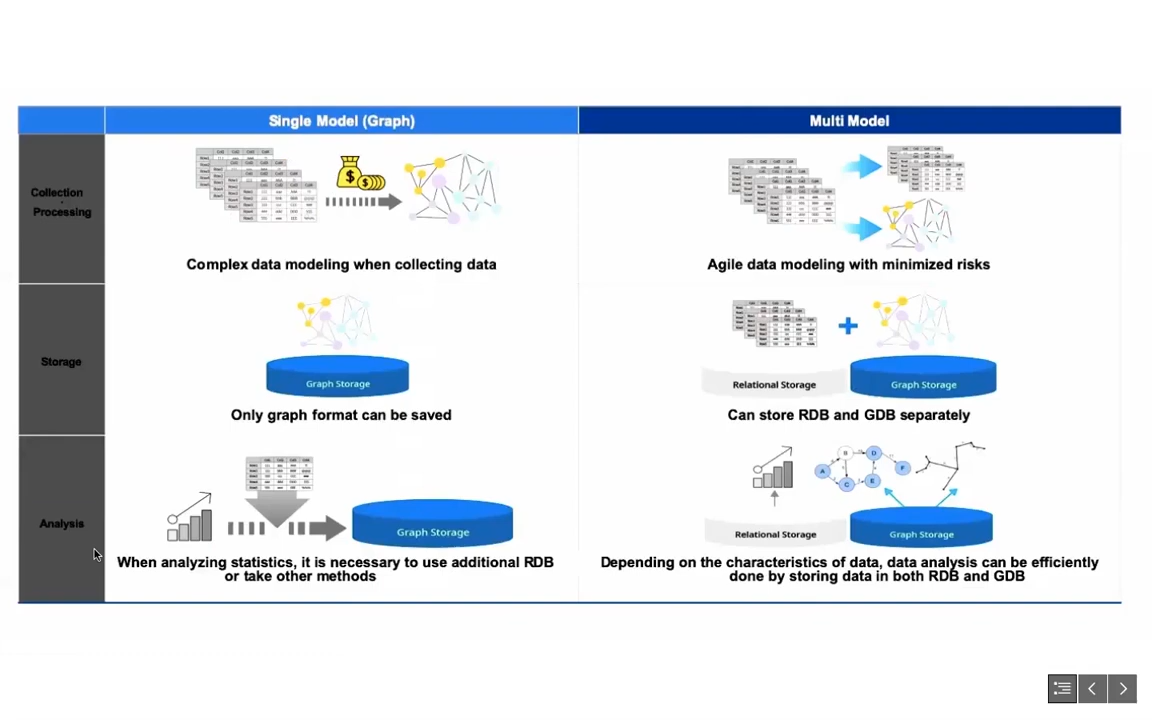 Single Model (Graph)
Multi Model
Collection
·
Processing
Complex data modeling when collecting data
Agile data modeling with minimized risks
Storage
Graph Storage
Only graph format can be saved
Relational Storage
Graph Storage
Can store RDB and GDB separately
Analysis
Graph Storage
When analyzing statistics, it is necessary to use additional RDB
or take other methods
A
B
C
D
E
F
Relational Storage
Graph Storage
Depending on the characteristics of data, data analysis can be efficiently
done by storing data in both RDB and GDB